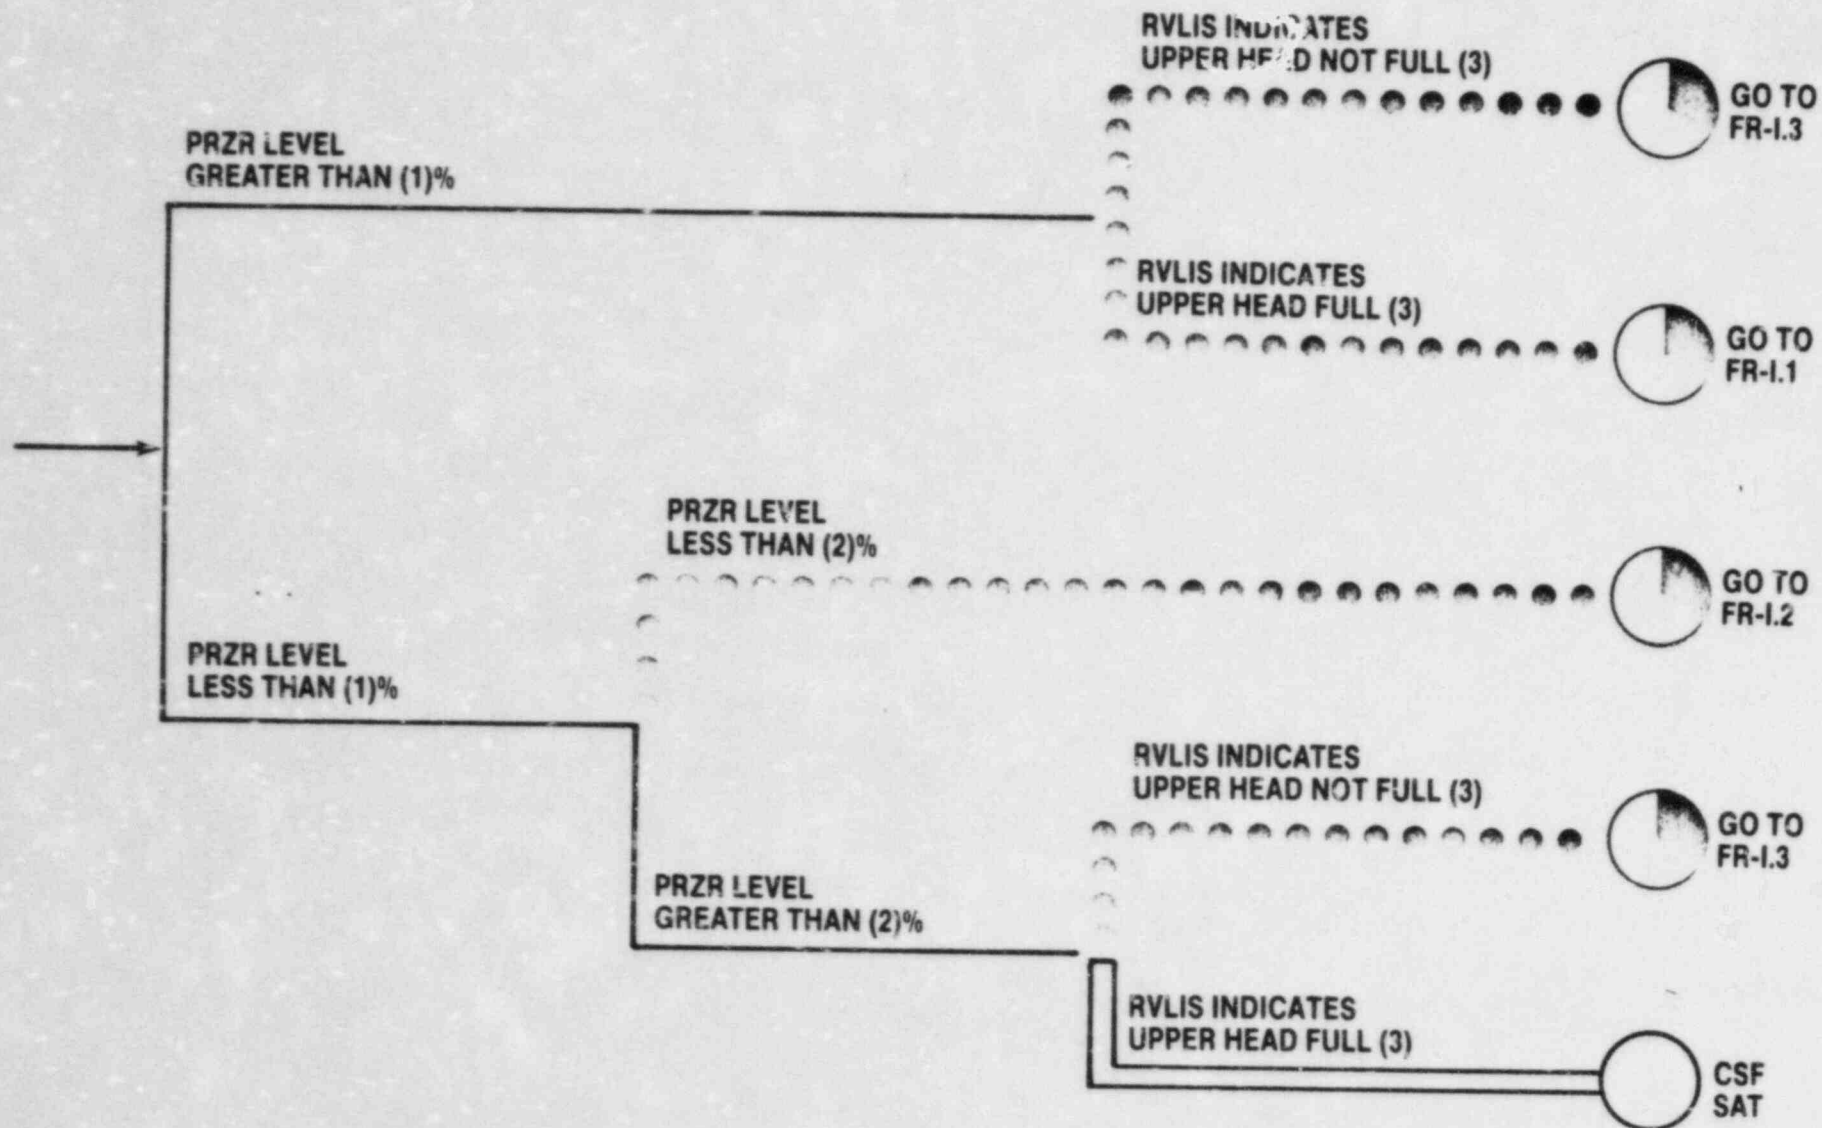 RVLIS INDICATES
UPPER HEAD NOT FULL (3)
GO TO
FR-I.3
PRZR LEVEL
GREATER THAN (1)%
RVLIS INDICATES
UPPER HEAD FULL (3)
GO TO
FR-I.1
PRZR LEVEL
LESS THAN (2)%
GO TO
FR-I.2
PRZR LEVEL
LESS THAN (1)%
RVLIS INDICATES
UPPER HEAD NOT FULL (3)
GO TO
FR-I.3
PRZR LEVEL
GREATER THAN (2)%
RVLIS INDICATES
UPPER HEAD FULL (3)
CSF
SAT